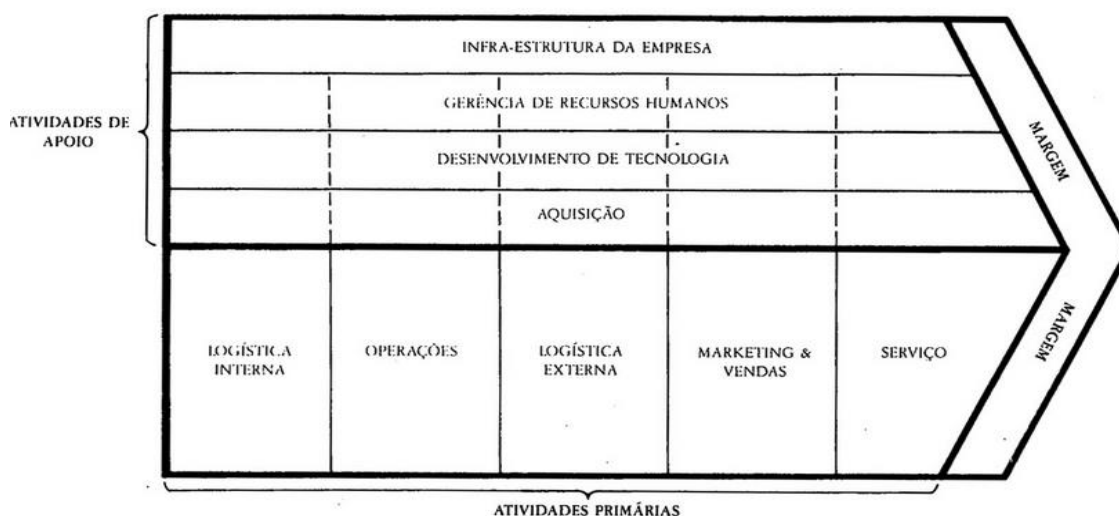 INFRA-ESTRUTURA DA EMPRESA
GERÊNCIA DE RECURSOS HUMANOS
ATIVIDADES DE
APOIO
DESENVOLVIMENTO DE TECNOLOGIA
AQUISIÇÃO
MARGEM
LOGÍSTICA
INTERNA
OPERAÇÕES
LOGÍSTICA
EXTERNA
MARKETING &
VENDAS
SERVIÇO
MARGEM
ATIVIDADES PRIMÁRIAS